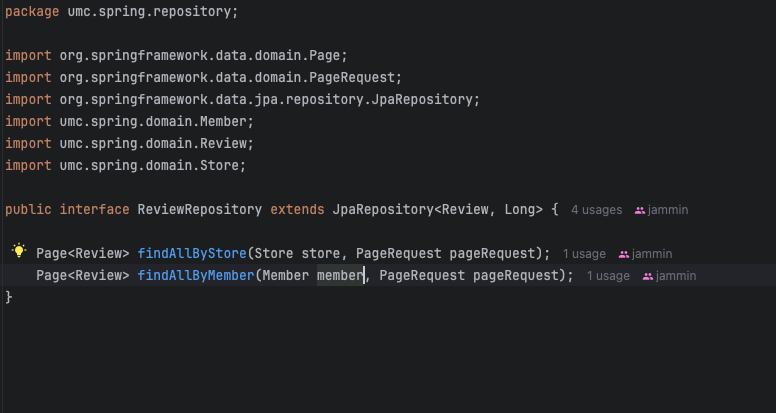 package umc.spring.repository;
import org.springframework.data.domain.Page;
import org.springframework.data.domain.PageRequest;
import org.springframework.data.jpa.repository.JpaRepository;
import umc.spring.domain.Member;
import umc.spring.domain.Review;
import umc.spring.domain.Store;
public interface ReviewRepository extends JpaRepository<Review, Long> { 4 usages jammin
Page<Review> findAllByStore(Store store, PageRequest pageRequest); 1 usage jammin
Page<Review> findAllByMember(Member member, PageRequest pageRequest); 1 usage jammin
}